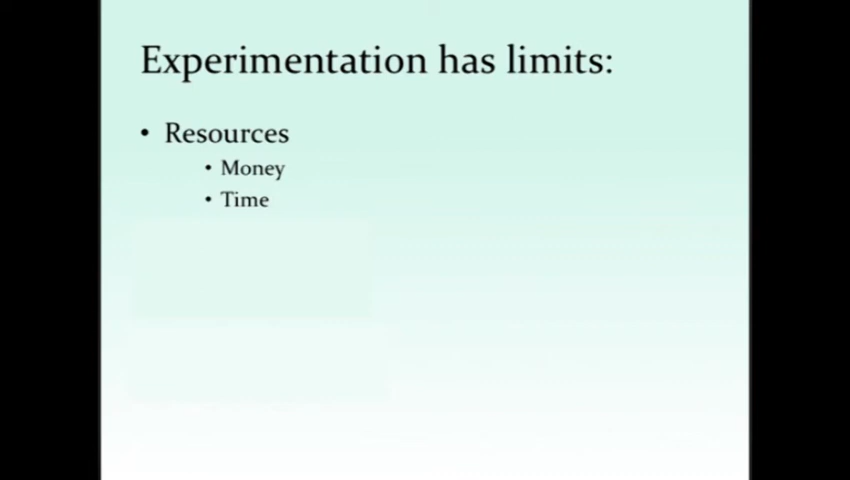 Experimentation has limits:
• Resources
• Money
• Time